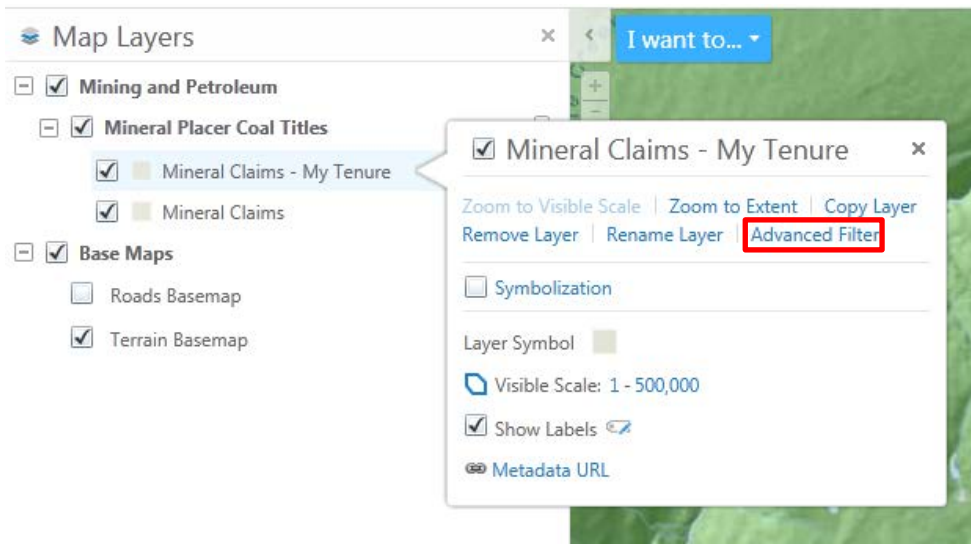 Map Layers
I want to...
Mining and Petroleum
Mineral Placer Coal Titles
Mineral Claims - My Tenure
Mineral Claims
Base Maps
Roads Basemap
Terrain Basemap
Mineral Claims - My Tenure
Zoom to Visible Scale | Zoom to Extent | Copy Layer
Remove Layer | Rename Layer | Advanced Filter
Symbolization
Layer Symbol
Visible Scale: 1 - 500,000
Show Labels
Metadata URL